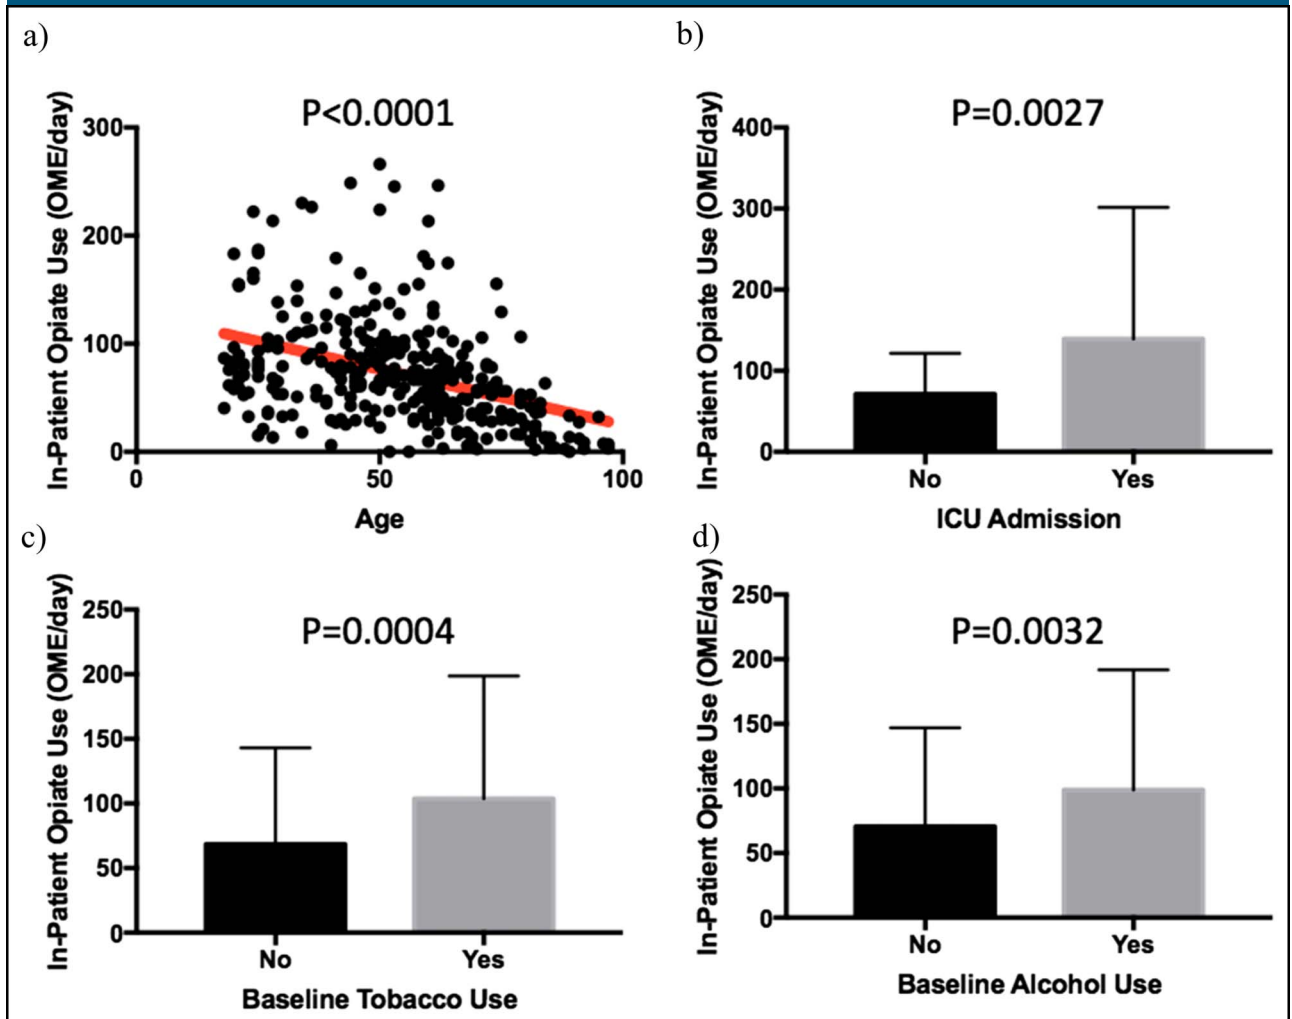 a)
P<0.0001
In-Patient Opiate Use (OME/day)
300
200
100
0
0 50 100
Age
b)
P=0.0027
In-Patient Opiate Use (OME/day)
400
300
200
100
0
No Yes
ICU Admission
c)
P=0.0004
In-Patient Opiate Use (OME/day)
250
200
150
100
50
0
No Yes
Baseline Tobacco Use
d)
P=0.0032
In-Patient Opiate Use (OME/day)
250
200
150
100
50
0
No Yes
Baseline Alcohol Use